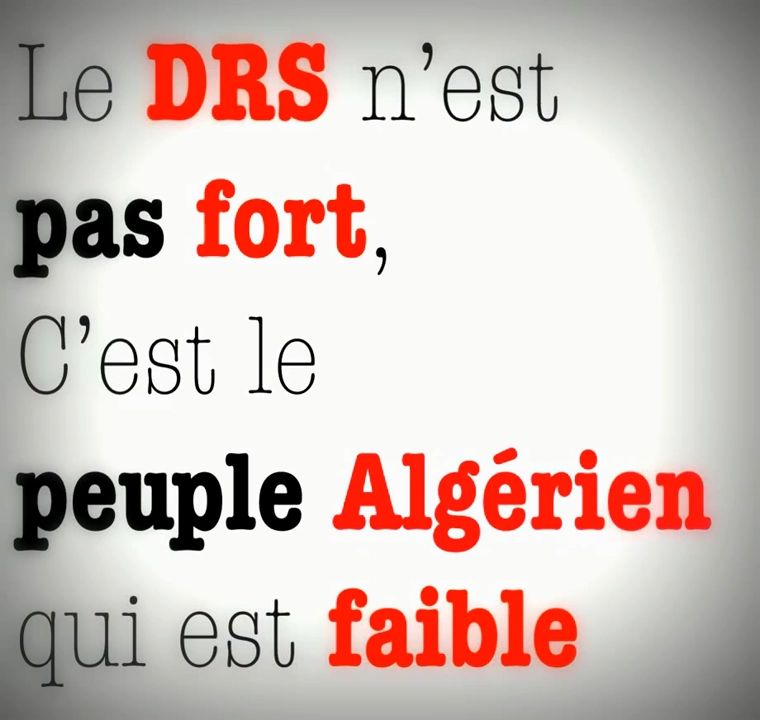 Le DRS n’est
pas fort,
C’est le
peuple Algérien
qui est faible